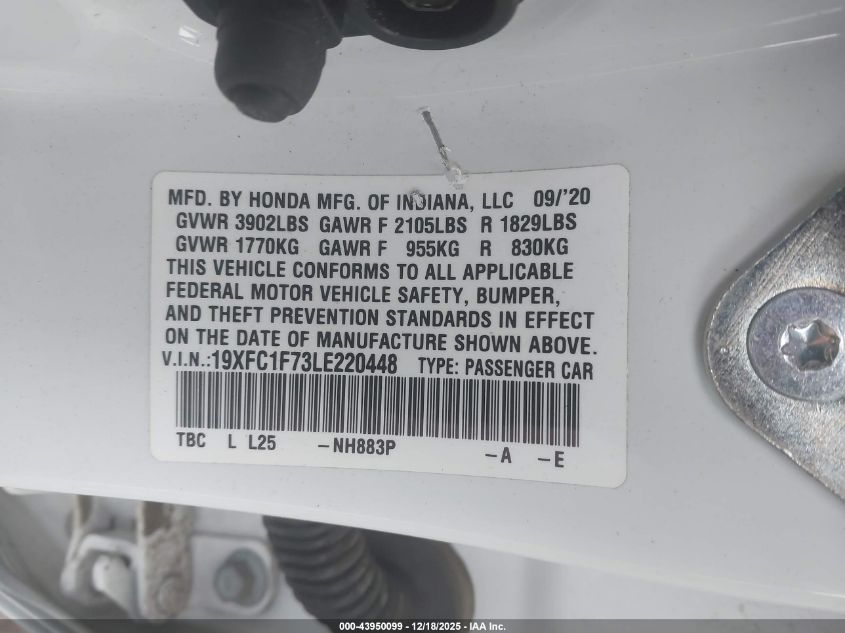 MFD. BY HONDA MFG. OF INDIANA, LLC 09/'20
GVWR 3902LBS GAWR F 2105LBS R 1829LBS
GVWR 1770KG GAWR F 955KG R 830KG
THIS VEHICLE CONFORMS TO ALL APPLICABLE
FEDERAL MOTOR VEHICLE SAFETY, BUMPER,
AND THEFT PREVENTION STANDARDS IN EFFECT
ON THE DATE OF MANUFACTURE SHOWN ABOVE.
V.I.N.:19XFC1F73LE220448 TYPE: PASSENGER CAR
TBC L L25 -NH883P -A -E
000-43950099 - 12/18/2025 - IAA Inc.